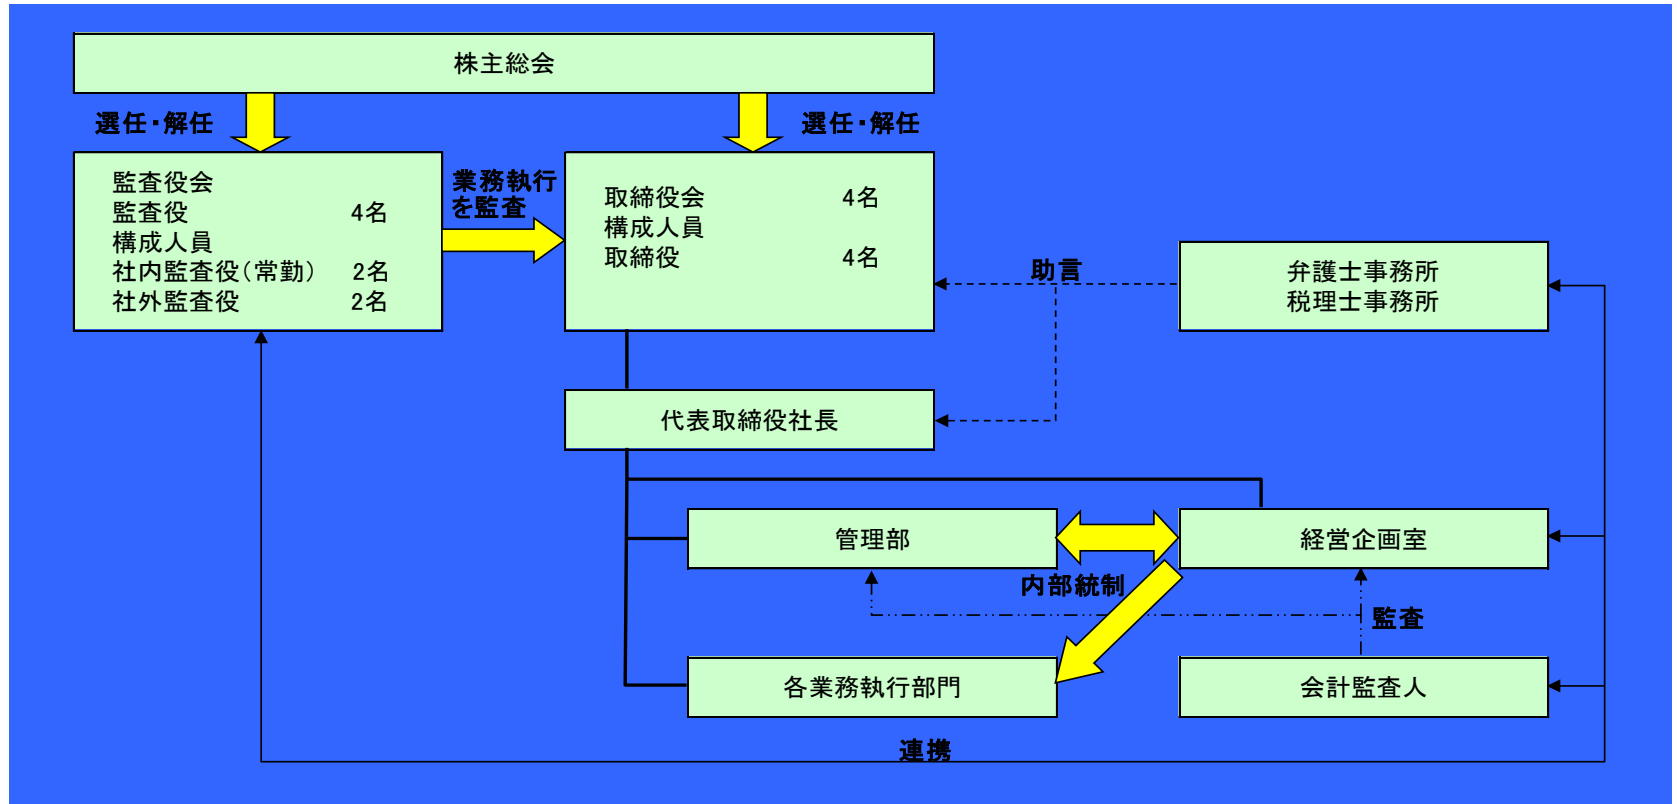 株主総会
選任・解任
選任・解任
監査役会
監査役 4名
構成人員
社内監査役(常勤) 2名
社外監査役 2名
業務執行
を監査
取締役会 4名
構成人員
取締役 4名
助言
弁護士事務所
税理士事務所
代表取締役社長
管理部
経営企画室
内部統制
監査
各業務執行部門
会計監査人
連携